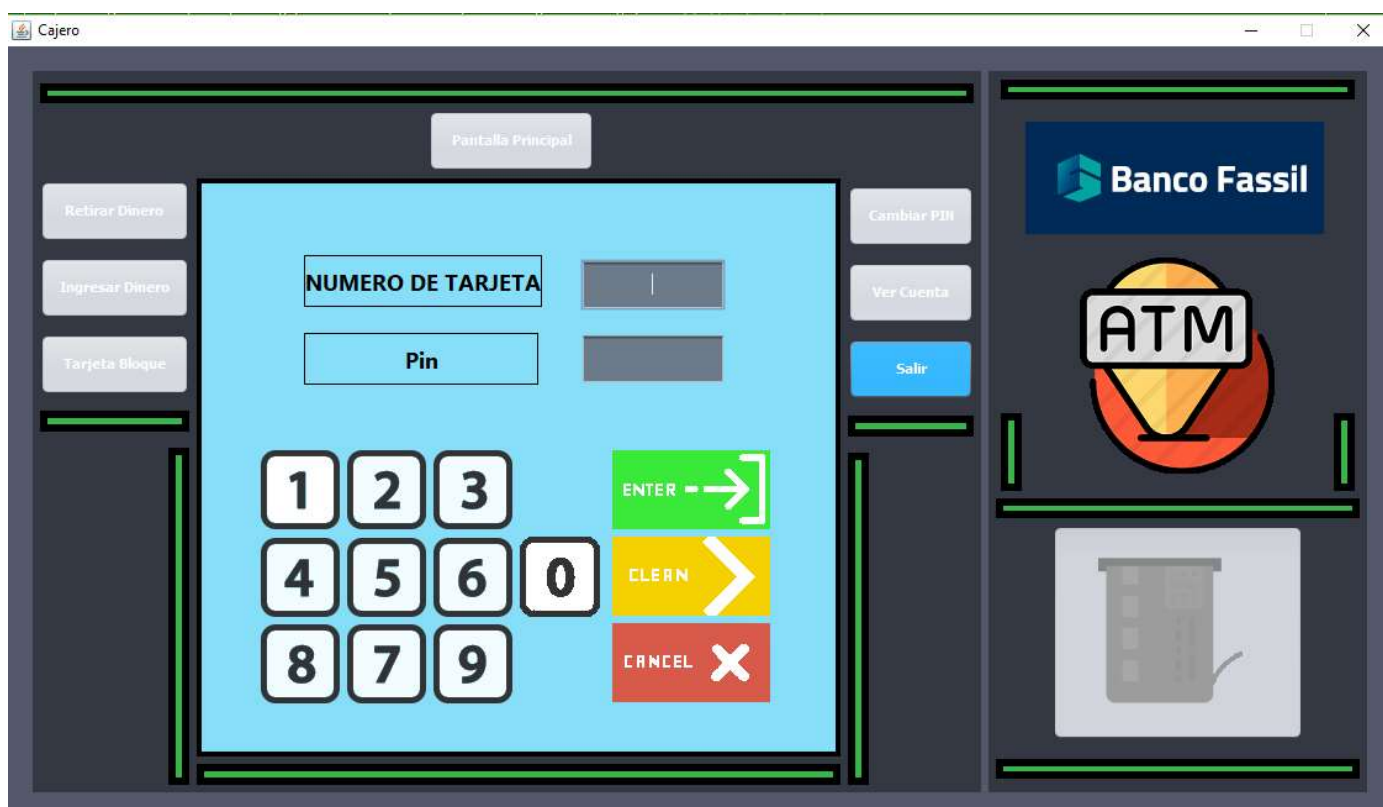 Cajero
Pantalla Principal
Retirar Dinero
Ingresar Dinero
Tarjeta Bloque
NUMERO DE TARJETA
Pin
1 2 3
4 5 6 0
8 7 9
ENTER
CLEAN
CANCEL
Cambiar PIN
Ver Cuenta
Salir
Banco Fassil
ATM